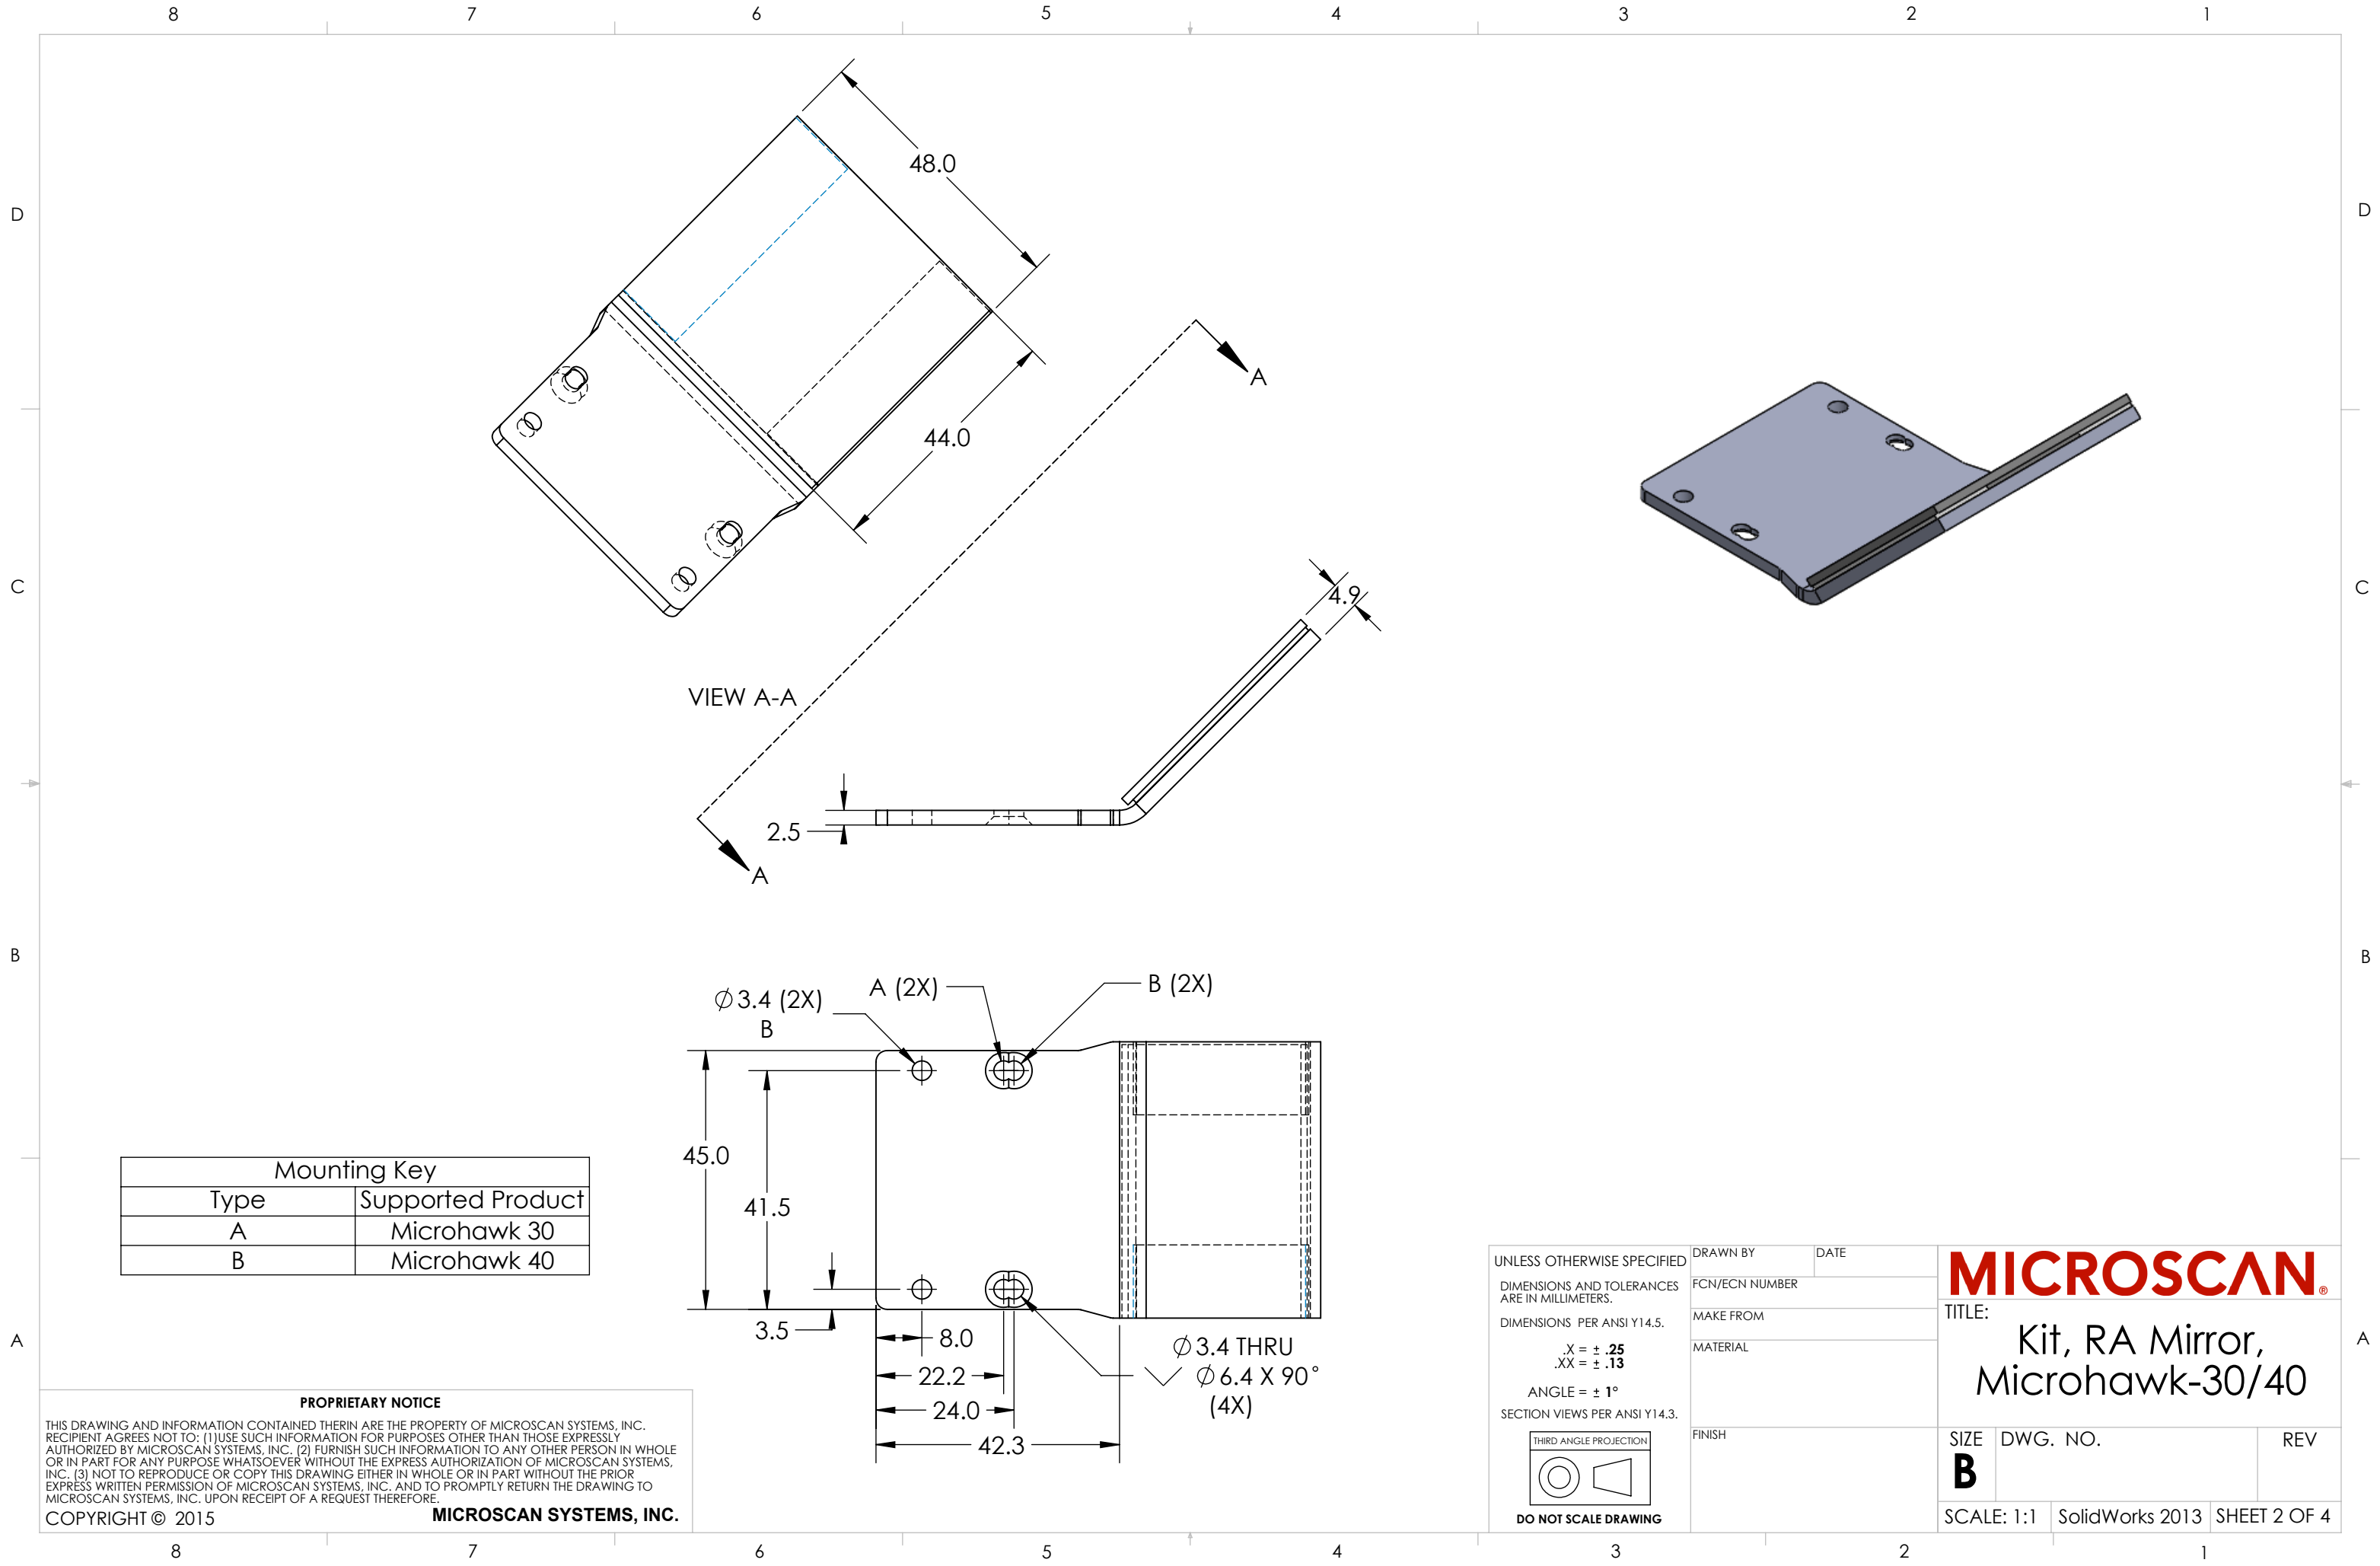 8 7 6 5 4 3 2 1
D D
C C
B B
A A
48.0
44.0
A
VIEW A-A
A
4.9
2.5
⌀3.4 (2X)
B
A (2X)
B (2X)
45.0
41.5
3.5
8.0
22.2
24.0
42.3
⌀3.4 THRU
⌵ ⌀6.4 X 90°
(4X)
Mounting Key
Type Supported Product
A Microhawk 30
B Microhawk 40
PROPRIETARY NOTICE
THIS DRAWING AND INFORMATION CONTAINED THERIN ARE THE PROPERTY OF MICROSCAN SYSTEMS, INC.
RECIPIENT AGREES NOT TO: (1)USE SUCH INFORMATION FOR PURPOSES OTHER THAN THOSE EXPRESSLY
AUTHORIZED BY MICROSCAN SYSTEMS, INC. (2) FURNISH SUCH INFORMATION TO ANY OTHER PERSON IN WHOLE
OR IN PART FOR ANY PURPOSE WHATSOEVER WITHOUT THE EXPRESS AUTHORIZATION OF MICROSCAN SYSTEMS,
INC. (3) NOT TO REPRODUCE OR COPY THIS DRAWING EITHER IN WHOLE OR IN PART WITHOUT THE PRIOR
EXPRESS WRITTEN PERMISSION OF MICROSCAN SYSTEMS, INC. AND TO PROMPTLY RETURN THE DRAWING TO
MICROSCAN SYSTEMS, INC. UPON RECEIPT OF A REQUEST THEREFORE.
COPYRIGHT © 2015 MICROSCAN SYSTEMS, INC.
UNLESS OTHERWISE SPECIFIED
DIMENSIONS AND TOLERANCES
ARE IN MILLIMETERS.
DIMENSIONS PER ANSI Y14.5.
.X = ± .25
.XX = ± .13
ANGLE = ± 1°
SECTION VIEWS PER ANSI Y14.3.
THIRD ANGLE PROJECTION
DO NOT SCALE DRAWING
DRAWN BY DATE
FCN/ECN NUMBER
MAKE FROM
MATERIAL
FINISH
MICROSCAN®
TITLE:
Kit, RA Mirror,
Microhawk-30/40
SIZE DWG. NO. REV
B
SCALE: 1:1 SolidWorks 2013 SHEET 2 OF 4
8 7 6 5 4 3 2 1